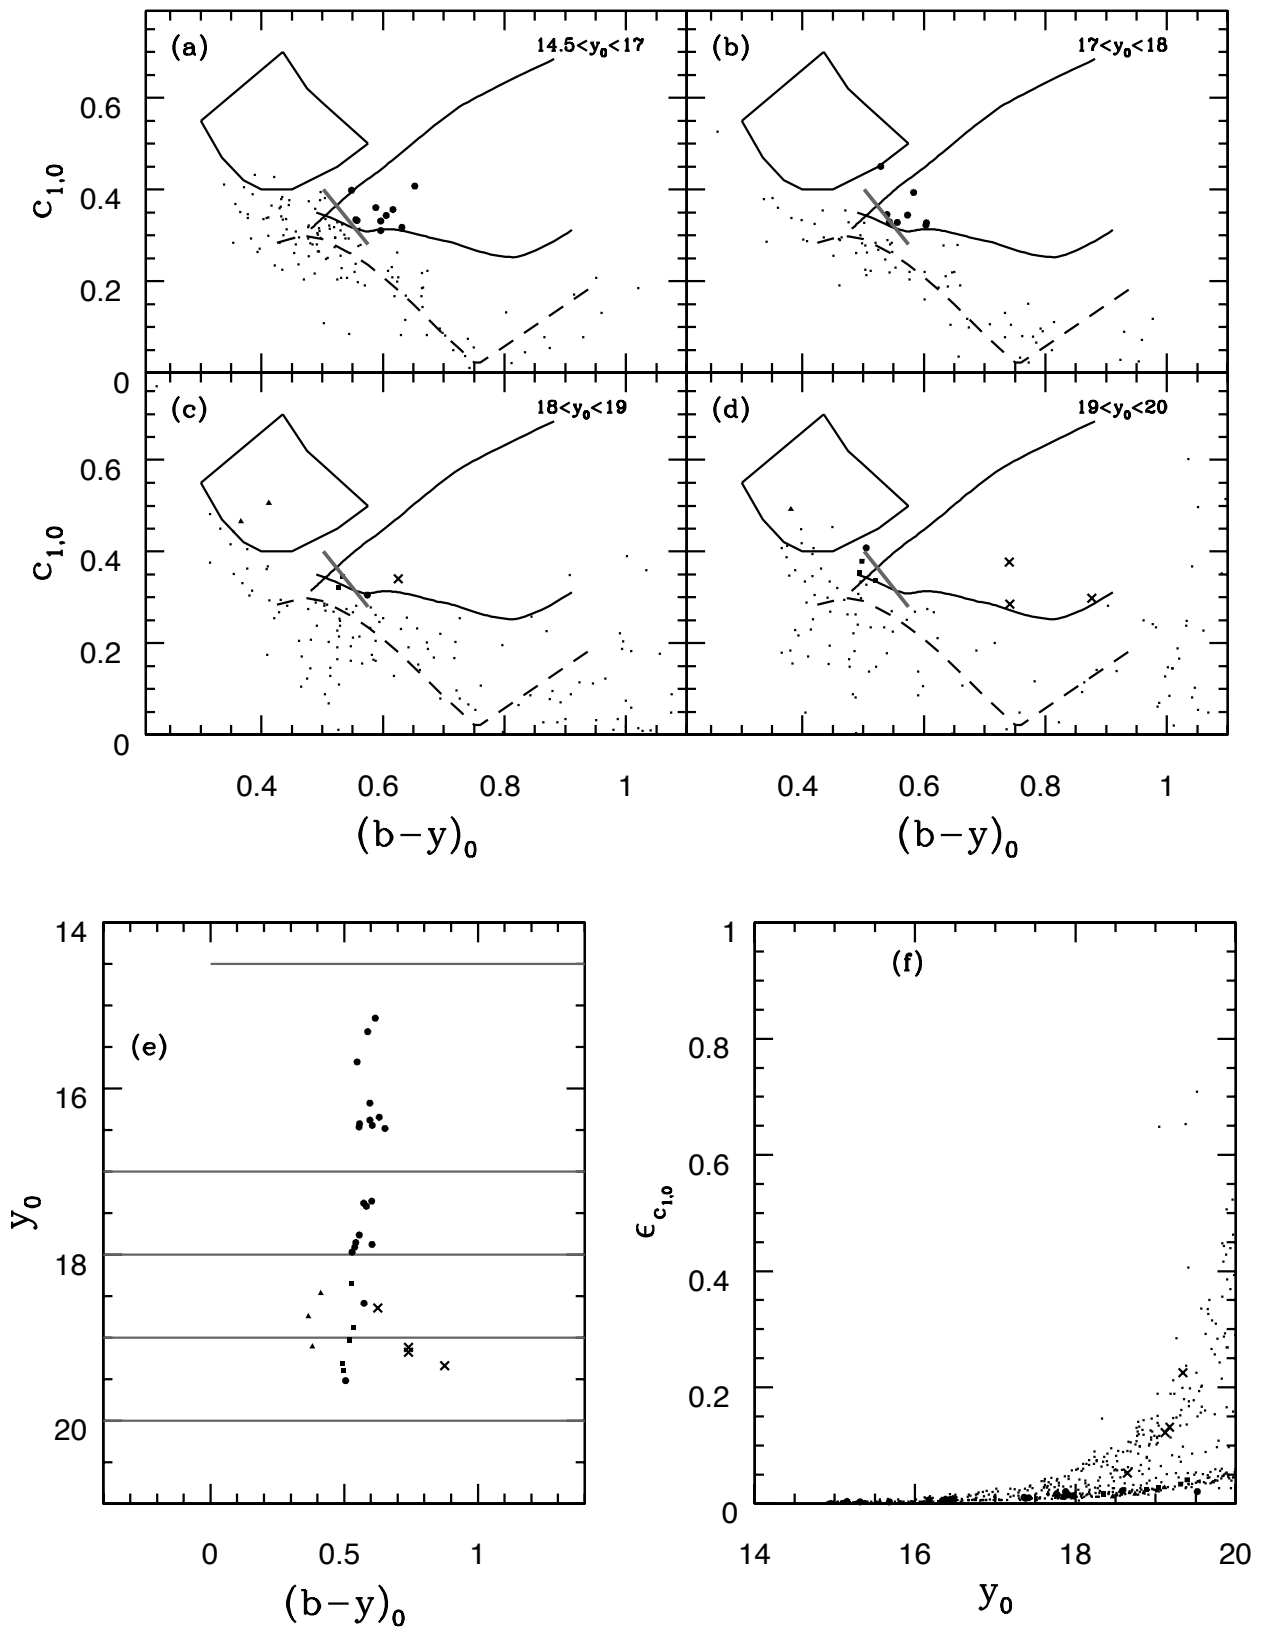 (a) 14.5<y₀<17
(b) 17<y₀<18
0.6
0.4
0.2
0
c₁,₀
(c) 18<y₀<19
(d) 19<y₀<20
0.6
0.4
0.2
0
c₁,₀
0.4 0.6 0.8 1
0.4 0.6 0.8 1
(b−y)₀
(b−y)₀
14
16
18
20
y₀
(e)
0 0.5 1
(b−y)₀
1
0.8
0.6
0.4
0.2
0
ϵ c₁,₀
(f)
14 16 18 20
y₀